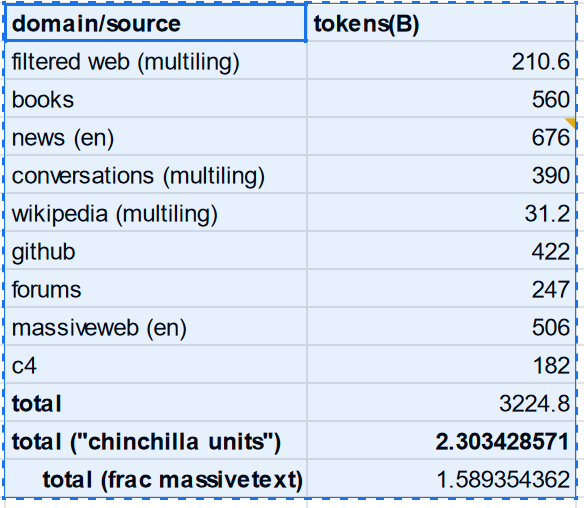 domain/source tokens(B)
filtered web (multiling) 210.6
books 560
news (en) 676
conversations (multiling) 390
wikipedia (multiling) 31.2
github 422
forums 247
massiveweb (en) 506
c4 182
total 3224.8
total ("chinchilla units") 2.303428571
total (frac massivetext) 1.589354362